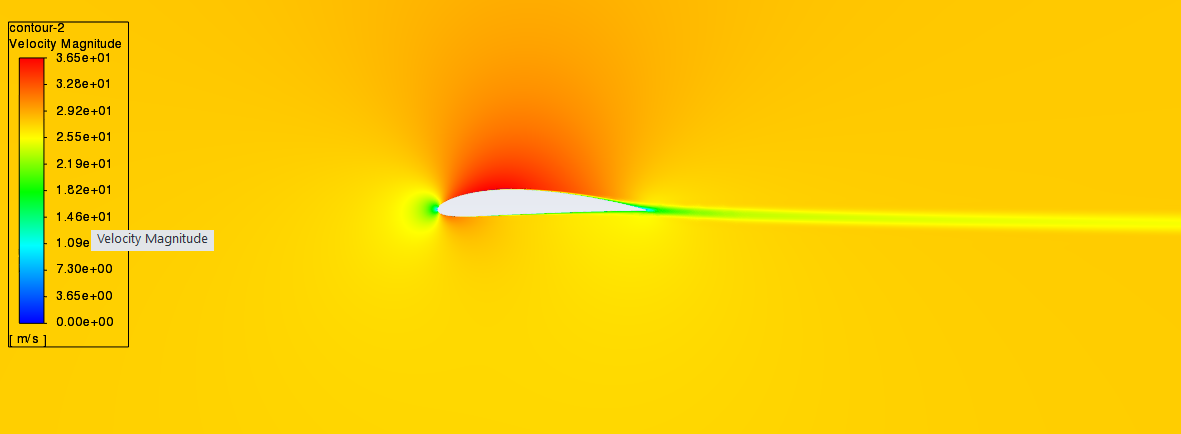 contour-2
Velocity Magnitude
3.65e+01
3.28e+01
2.92e+01
2.55e+01
2.19e+01
1.82e+01
1.46e+01
1.09e
Velocity Magnitude
7.30e+00
3.65e+00
0.00e+00
[ m/s ]